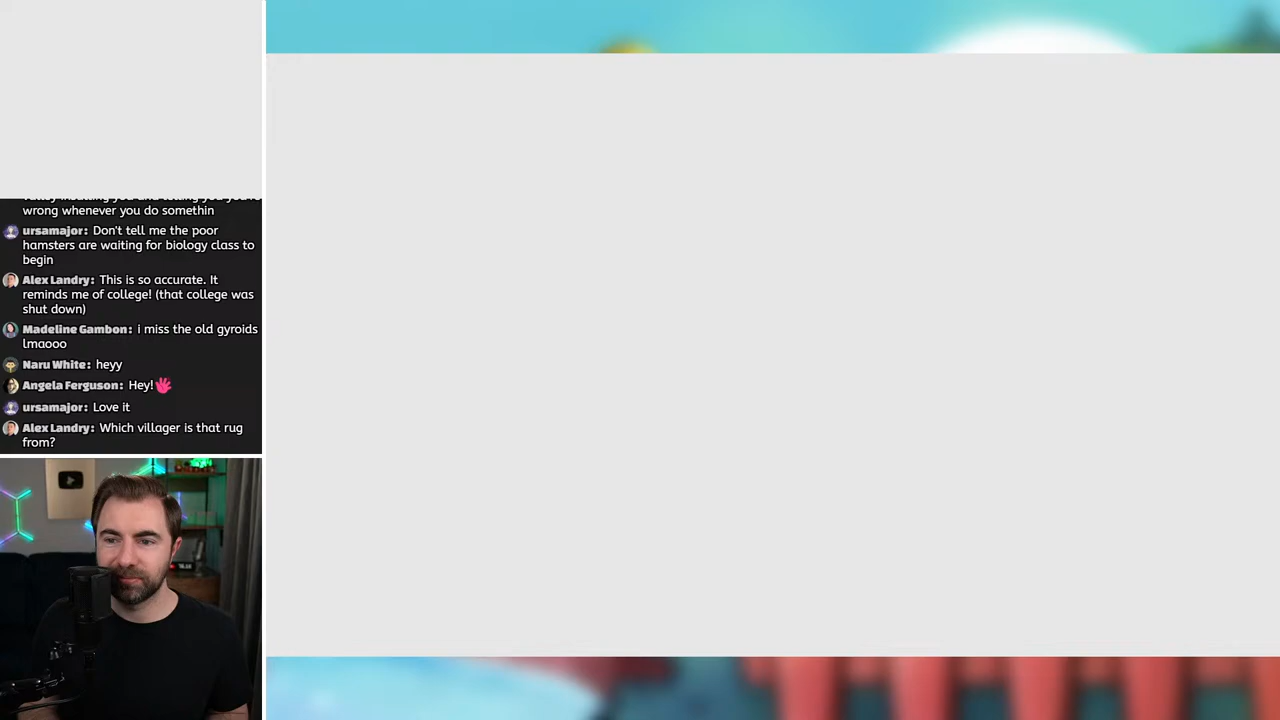 wrong whenever you do somethin
ursamajor: Don't tell me the poor
hamsters are waiting for biology class to
begin
Alex Landry: This is so accurate. It
reminds me of college! (that college was
shut down)
Madeline Gambon: i miss the old gyroids
lmaooo
Naru White: heyy
Angela Ferguson: Hey!
ursamajor: Love it
Alex Landry: Which villager is that rug
from?